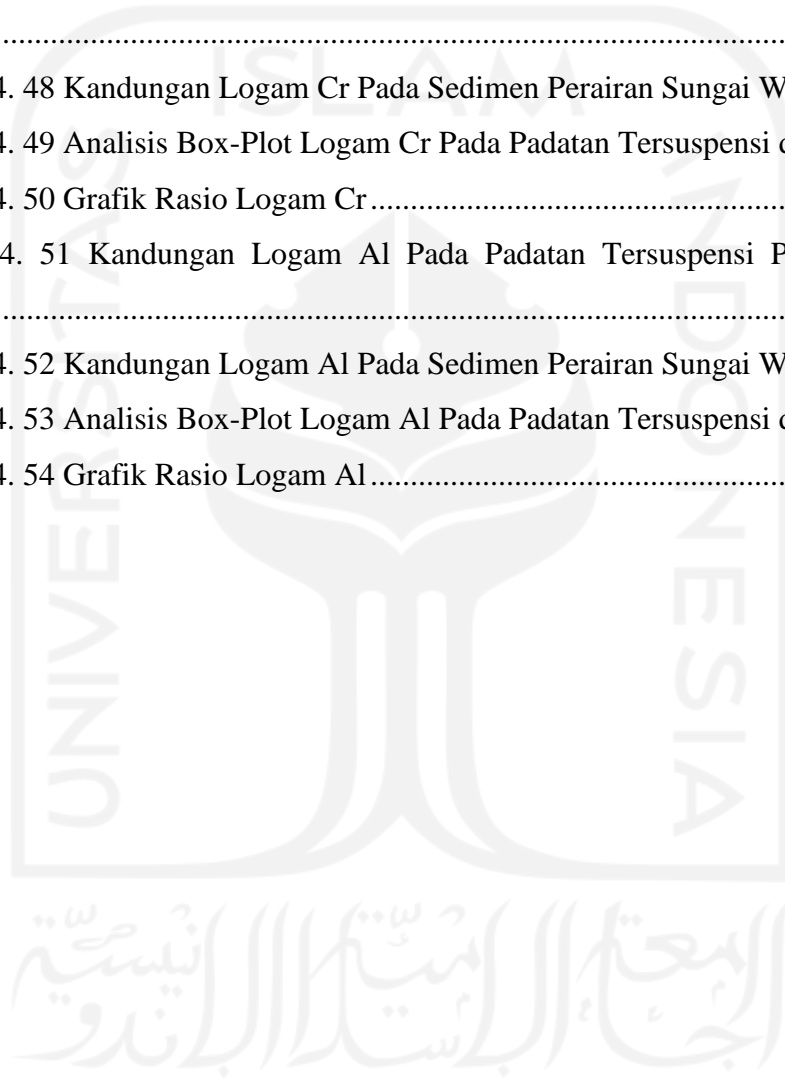 ........................................................................................................
4. 48 Kandungan Logam Cr Pada Sedimen Perairan Sungai W
4. 49 Analisis Box-Plot Logam Cr Pada Padatan Tersuspensi
4. 50 Grafik Rasio Logam Cr ......................................................
4. 51 Kandungan Logam Al Pada Padatan Tersuspensi P
........................................................................................................
4. 52 Kandungan Logam Al Pada Sedimen Perairan Sungai W
4. 53 Analisis Box-Plot Logam Al Pada Padatan Tersuspensi
4. 54 Grafik Rasio Logam Al ......................................................
ISLAM
UNIVERSITAS
INDONESIA